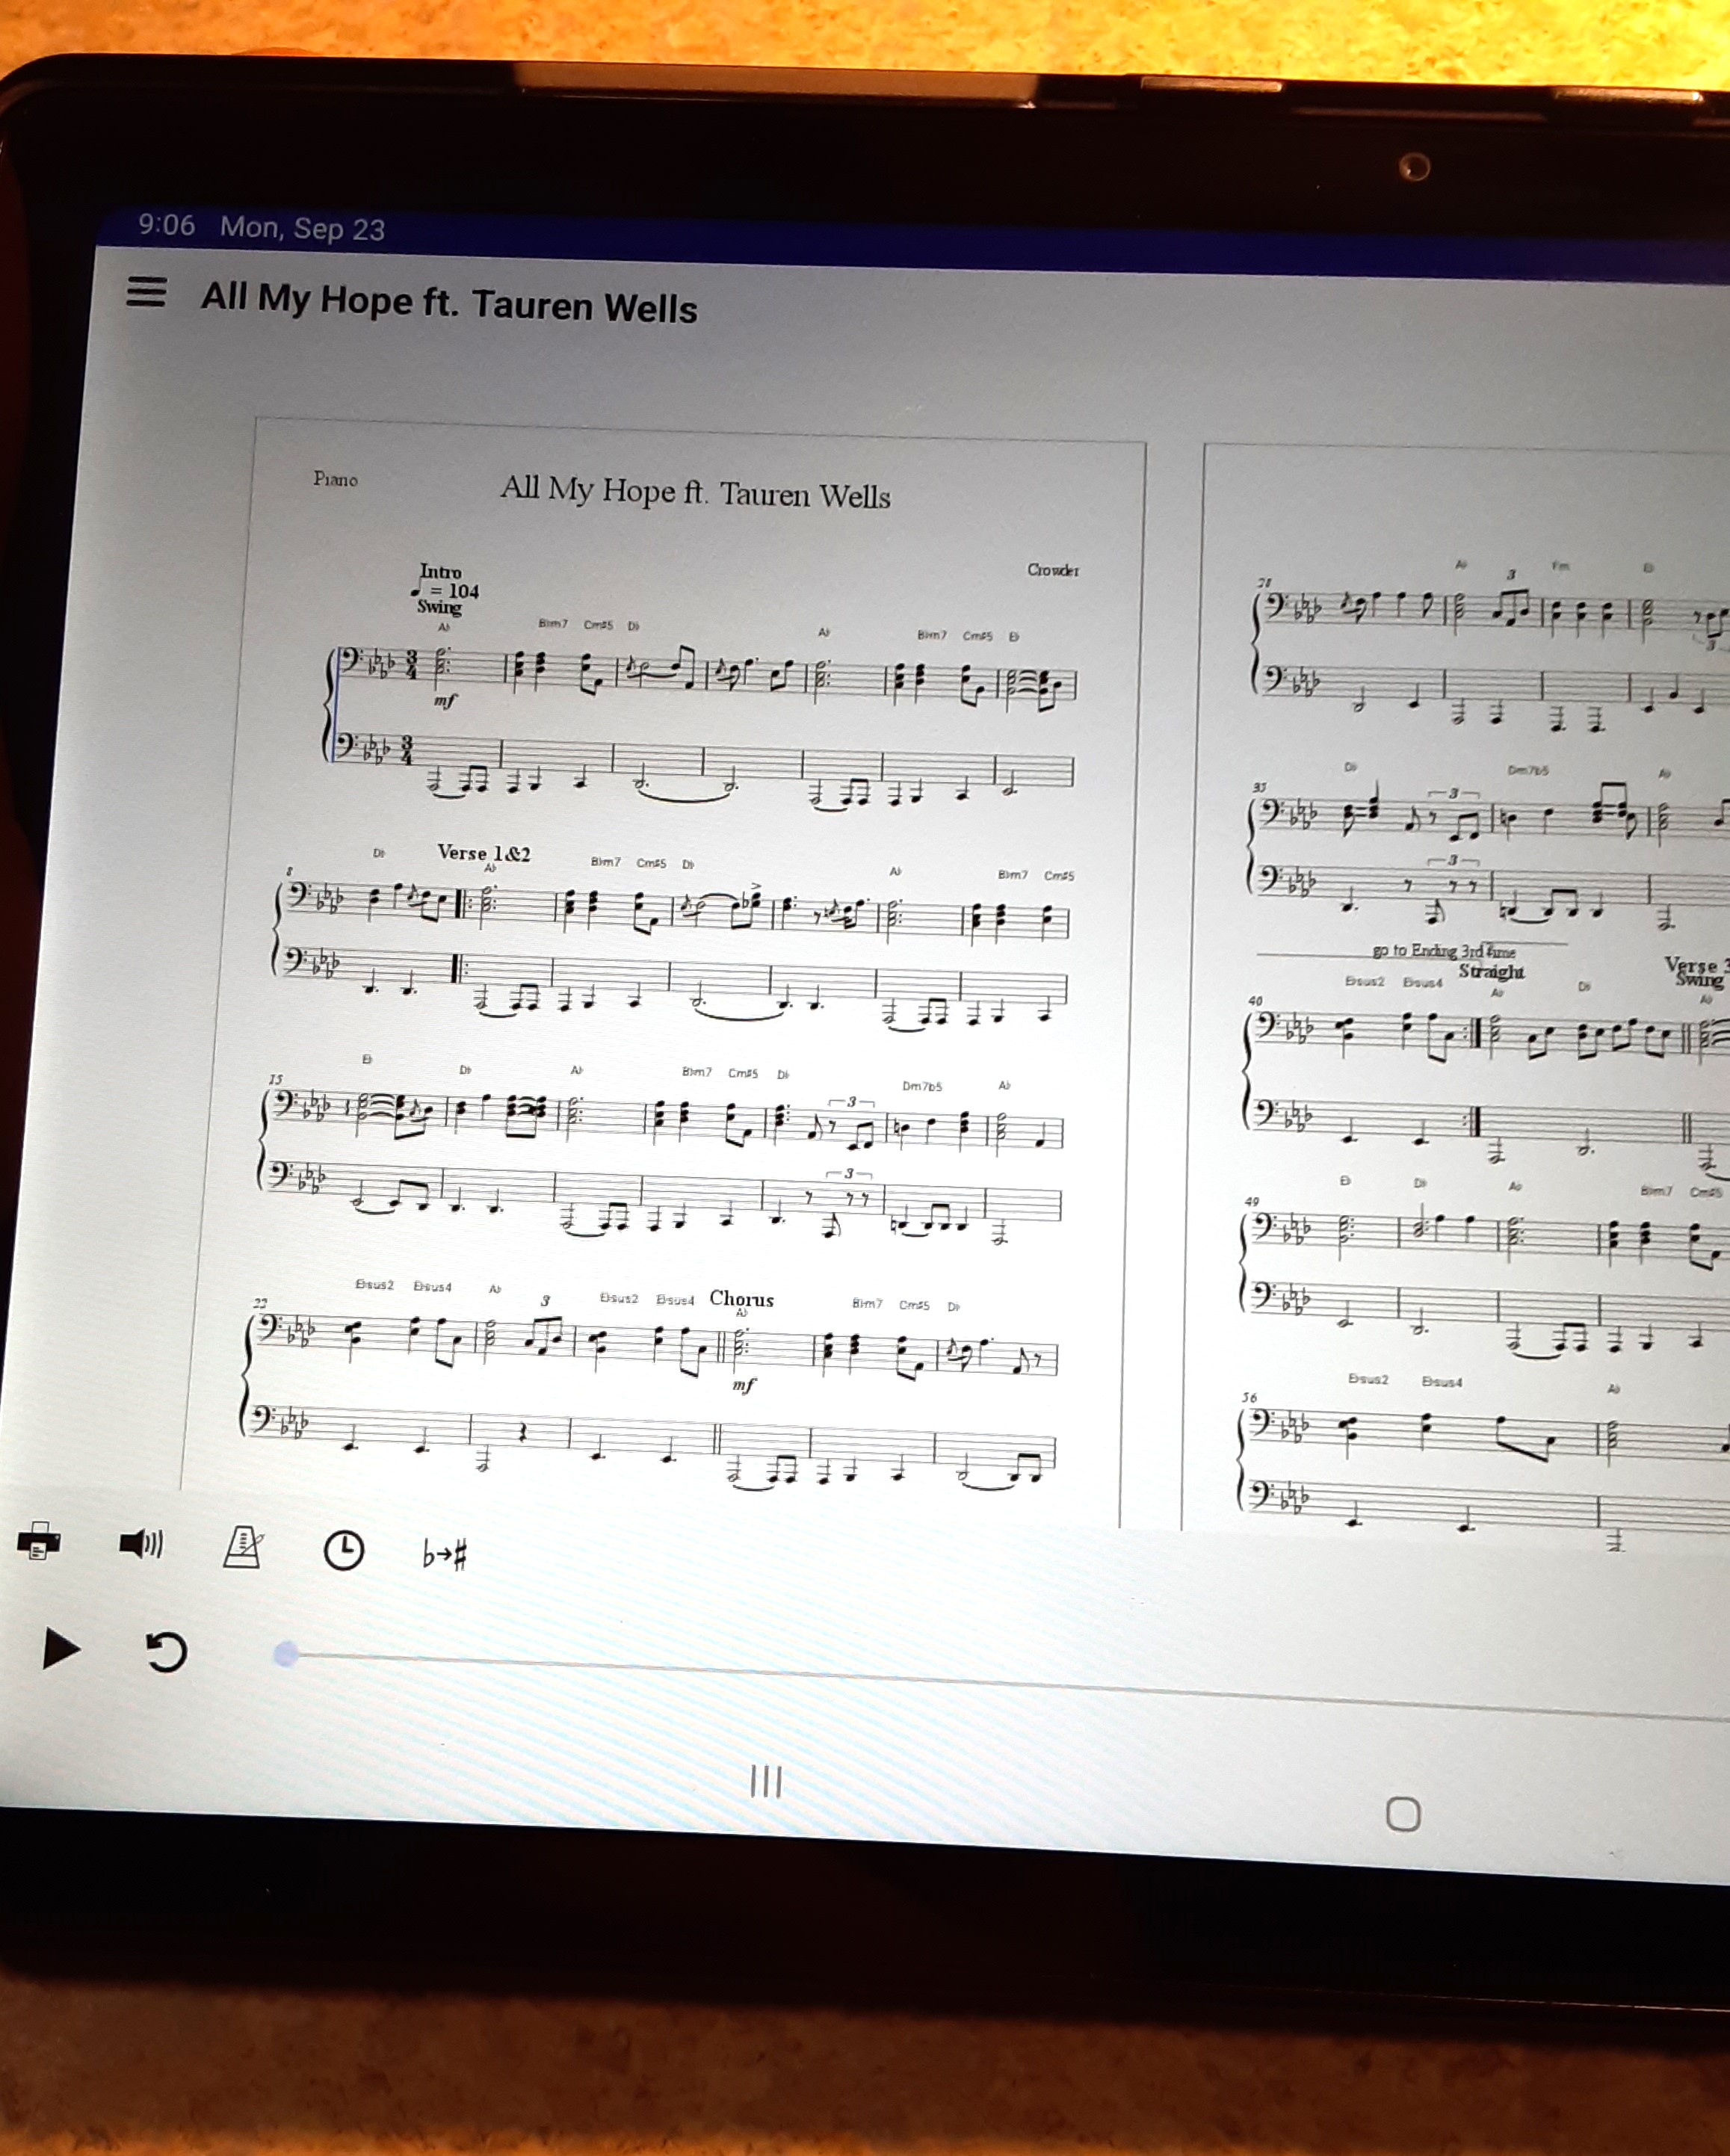 9:06 Mon, Sep 23
All My Hope ft. Tauren Wells
Piano
All My Hope ft. Tauren Wells
Crowder
Intro
♩ = 104
Swing
A♭ B♭m7 Cm#5 D♭ A♭ B♭m7 Cm#5 E♭
3 4
mf
3 4
8
D♭ Verse 1&2 A♭ B♭m7 Cm#5 D♭ A♭ B♭m7 Cm#5
15
E♭ D♭ A♭ B♭m7 Cm#5 D♭ Dm7b5 A♭
3
3
22
E♭sus2 E♭sus4 A♭ 3 E♭sus2 E♭sus4 Chorus A♭ B♭m7 Cm#5 D♭
mf
28
A♭ 3 Fm E♭
3
35
D♭ Dm7b5 A♭
3
3
go to Ending 3rd time
Straight
Verse 3
Swing
40
E♭sus2 E♭sus4 A♭ D♭ A♭
49
E♭ D♭ A♭ B♭m7 Cm#5
56
E♭sus2 E♭sus4 A♭
b→#